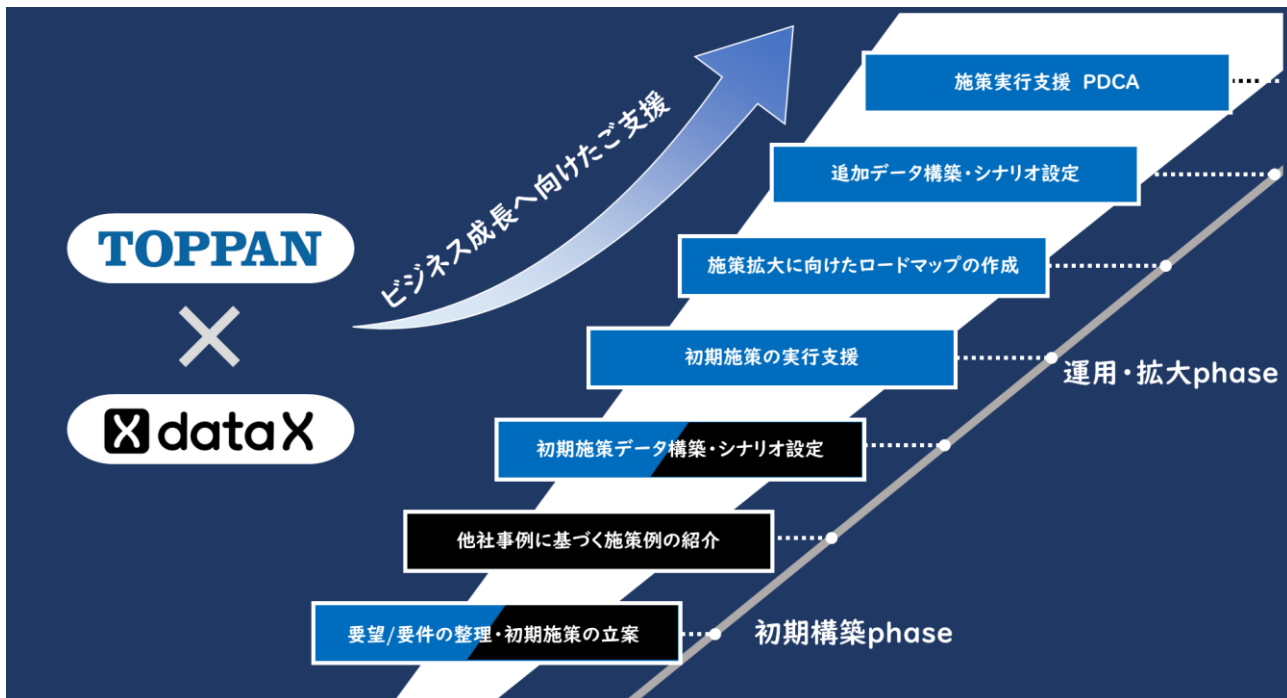 施策実行支援 PDCA
追加データ構築・シナリオ設定
施策拡大に向けたロードマップの作成
初期施策の実行支援
初期施策データ構築・シナリオ設定
他社事例に基づく施策例の紹介
要望/要件の整理・初期施策の立案
ビジネス成長へ向けたご支援
TOPPAN
×
X dataX
運用・拡大phase
初期構築phase